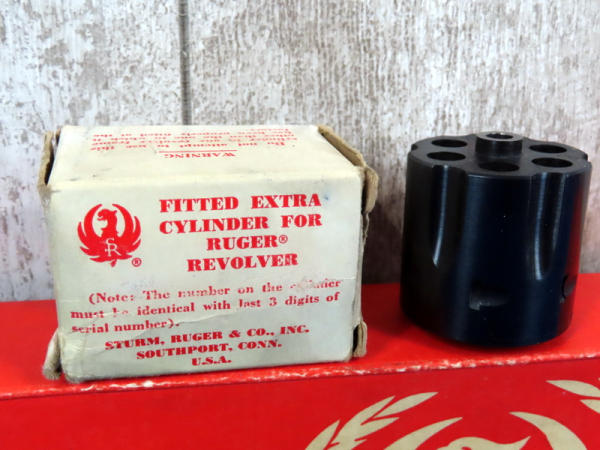 WARNING
FITTED EXTRA
CYLINDER FOR
RUGER®
REVOLVER
SR ®
(Note: The number on the cylinder
must be identical with last 3 digits of
serial number).
STURM, RUGER & CO., INC.
SOUTHPORT, CONN.
U.S.A.